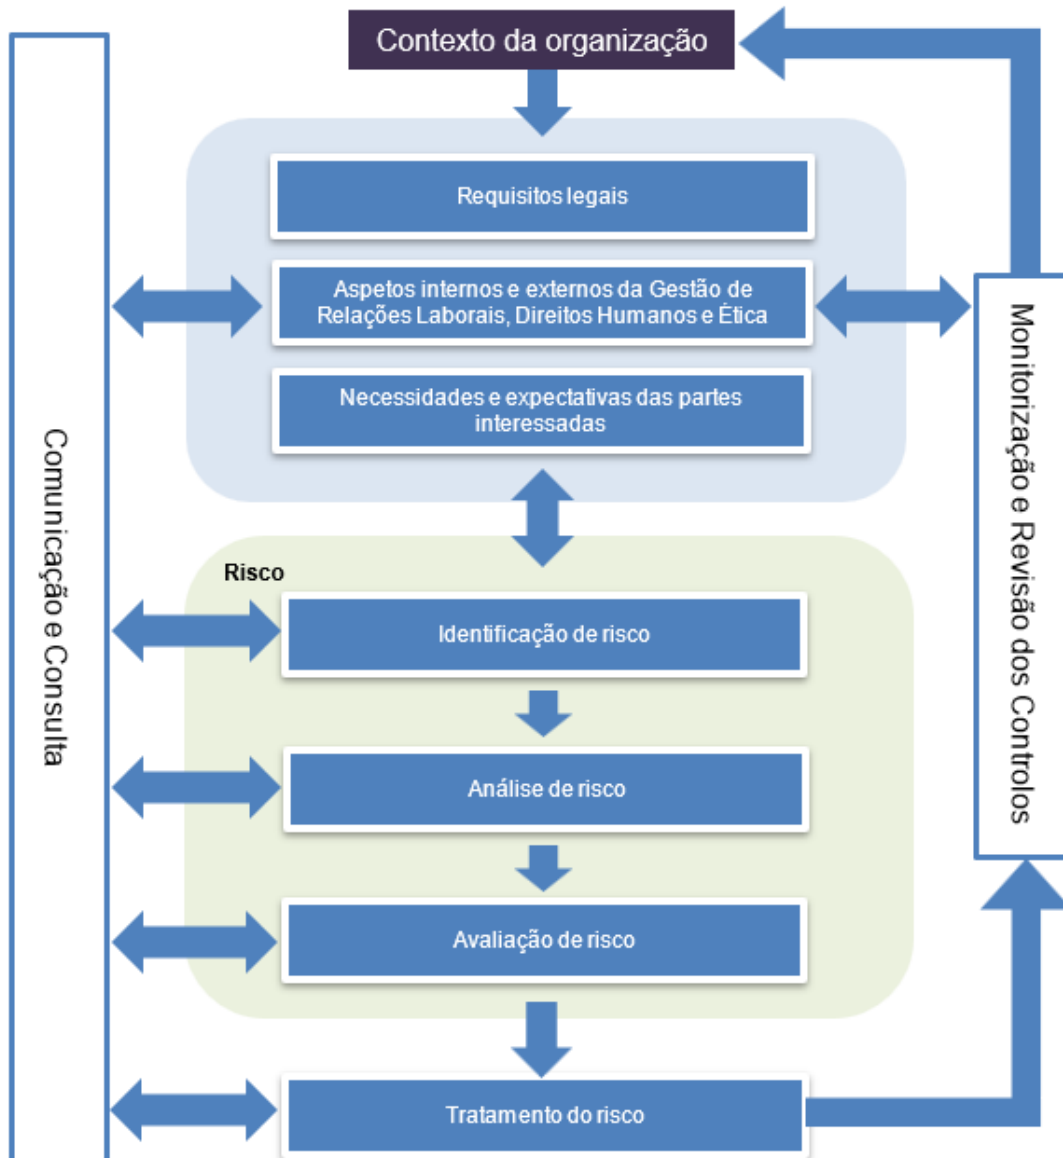 Contexto da organização
Requisitos legais
Aspetos internos e externos da Gestão de
Relações Laborais, Direitos Humanos e Ética
Necessidades e expectativas das partes
interessadas
Comunicação e Consulta
Monitorização e Revisão dos Controlos
Risco
Identificação de risco
Análise de risco
Avaliação de risco
Tratamento do risco